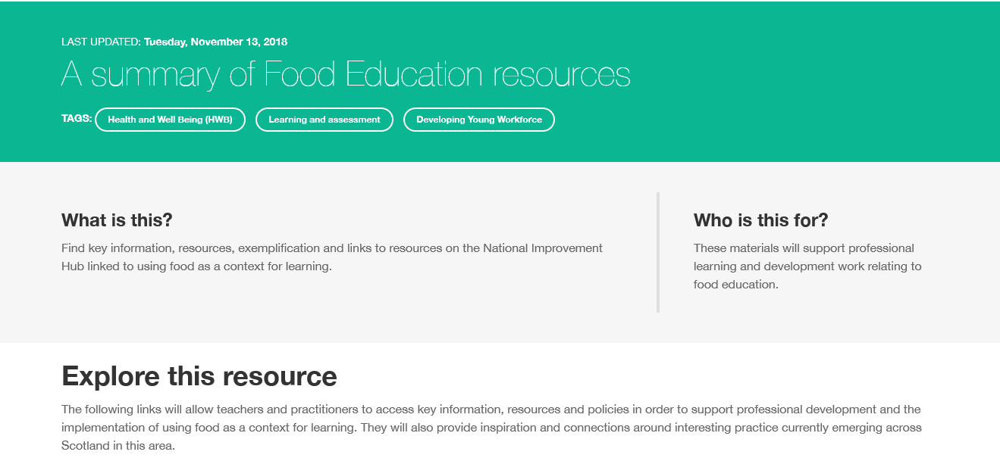 LAST UPDATED: Tuesday, November 13, 2018
A summary of Food Education resources
TAGS: Health and Well Being (HWB) Learning and assessment Developing Young Workforce
What is this?
Find key information, resources, exemplification and links to resources on the National Improvement
Hub linked to using food as a context for learning.
Who is this for?
These materials will support professional
learning and development work relating to
food education.
Explore this resource
The following links will allow teachers and practitioners to access key information, resources and policies in order to support professional development and the
implementation of using food as a context for learning. They will also provide inspiration and connections around interesting practice currently emerging across
Scotland in this area.